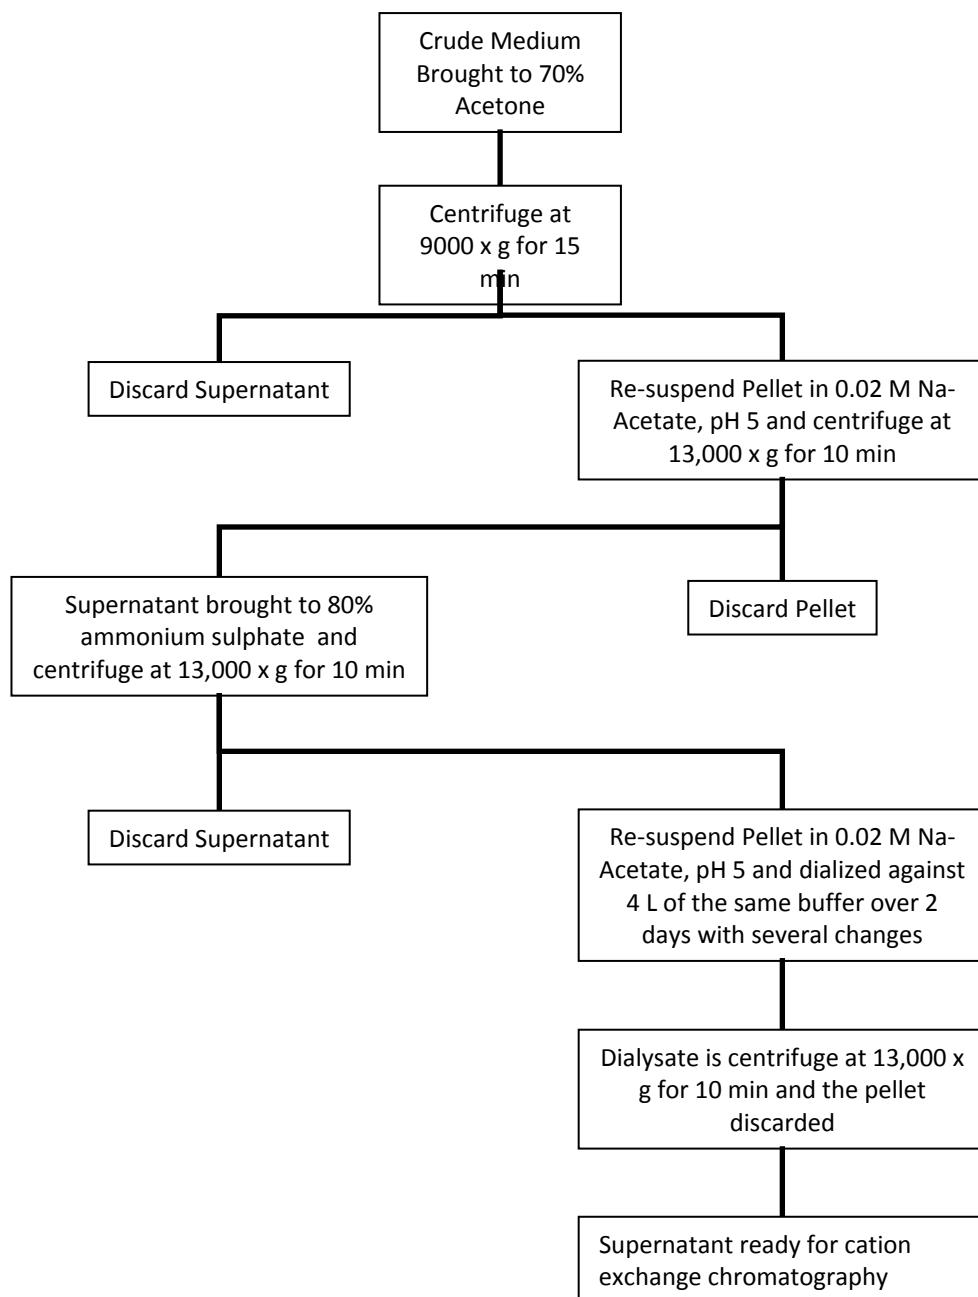 Crude Medium
Brought to 70%
Acetone
Centrifuge at
9000 x g for 15
min
Discard Supernatant
Re-suspend Pellet in 0.02 M Na-
Acetate, pH 5 and centrifuge at
13,000 x g for 10 min
Supernatant brought to 80%
ammonium sulphate and
centrifuge at 13,000 x g for 10 min
Discard Pellet
Discard Supernatant
Re-suspend Pellet in 0.02 M Na-
Acetate, pH 5 and dialized against
4 L of the same buffer over 2
days with several changes
Dialysate is centrifuge at 13,000 x
g for 10 min and the pellet
discarded
Supernatant ready for cation
exchange chromatography